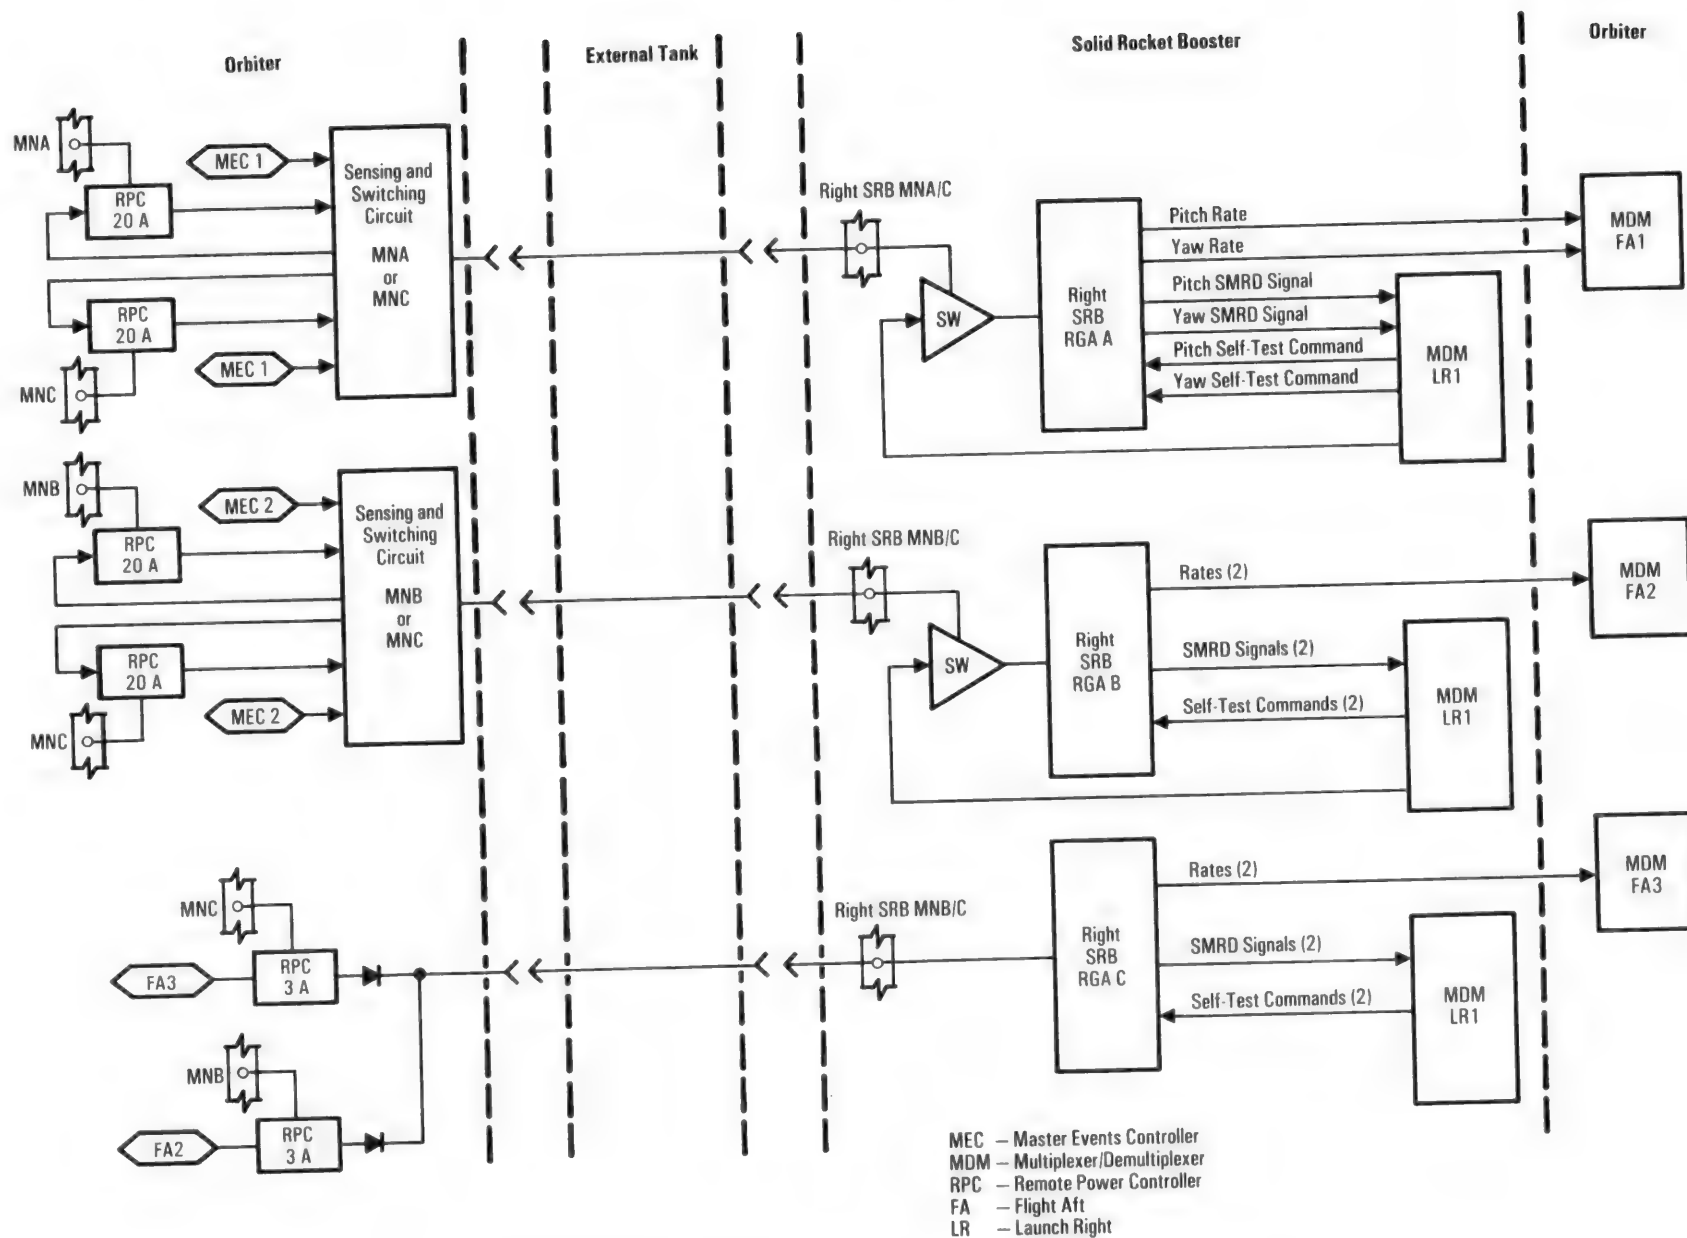 Orbiter
External Tank
Solid Rocket Booster
Orbiter
MNA
MEC 1
RPC
20 A
Sensing and
Switching
Circuit
MNA
or
MNC
RPC
20 A
MEC 1
MNC
Right SRB MNA/C
SW
Right
SRB
RGA A
Pitch Rate
Yaw Rate
Pitch SMRD Signal
Yaw SMRD Signal
Pitch Self-Test Command
Yaw Self-Test Command
MDM
FA1
MDM
LR1
MNB
MEC 2
RPC
20 A
Sensing and
Switching
Circuit
MNB
or
MNC
RPC
20 A
MEC 2
MNC
Right SRB MNB/C
SW
Right
SRB
RGA B
Rates (2)
SMRD Signals (2)
Self-Test Commands (2)
MDM
FA2
MDM
LR1
MNC
FA3
RPC
3 A
MNB
FA2
RPC
3 A
Right SRB MNB/C
Right
SRB
RGA C
Rates (2)
SMRD Signals (2)
Self-Test Commands (2)
MDM
FA3
MDM
LR1
MEC – Master Events Controller
MDM – Multiplexer/Demultiplexer
RPC – Remote Power Controller
FA – Flight Aft
LR – Launch Right